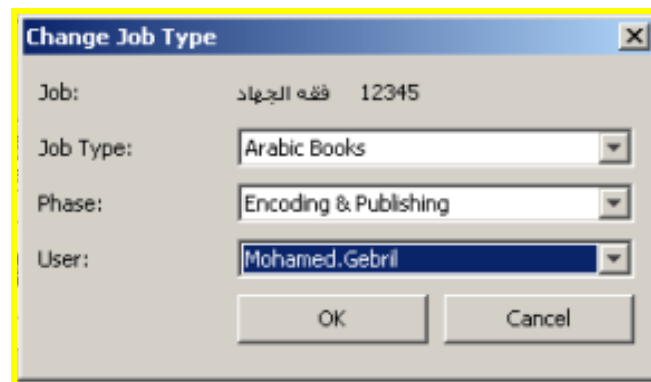 Change Job Type
Job: فقه الجهاد 12345
Job Type: Arabic Books
Phase: Encoding & Publishing
User: Mohamed.Gebril
OK Cancel